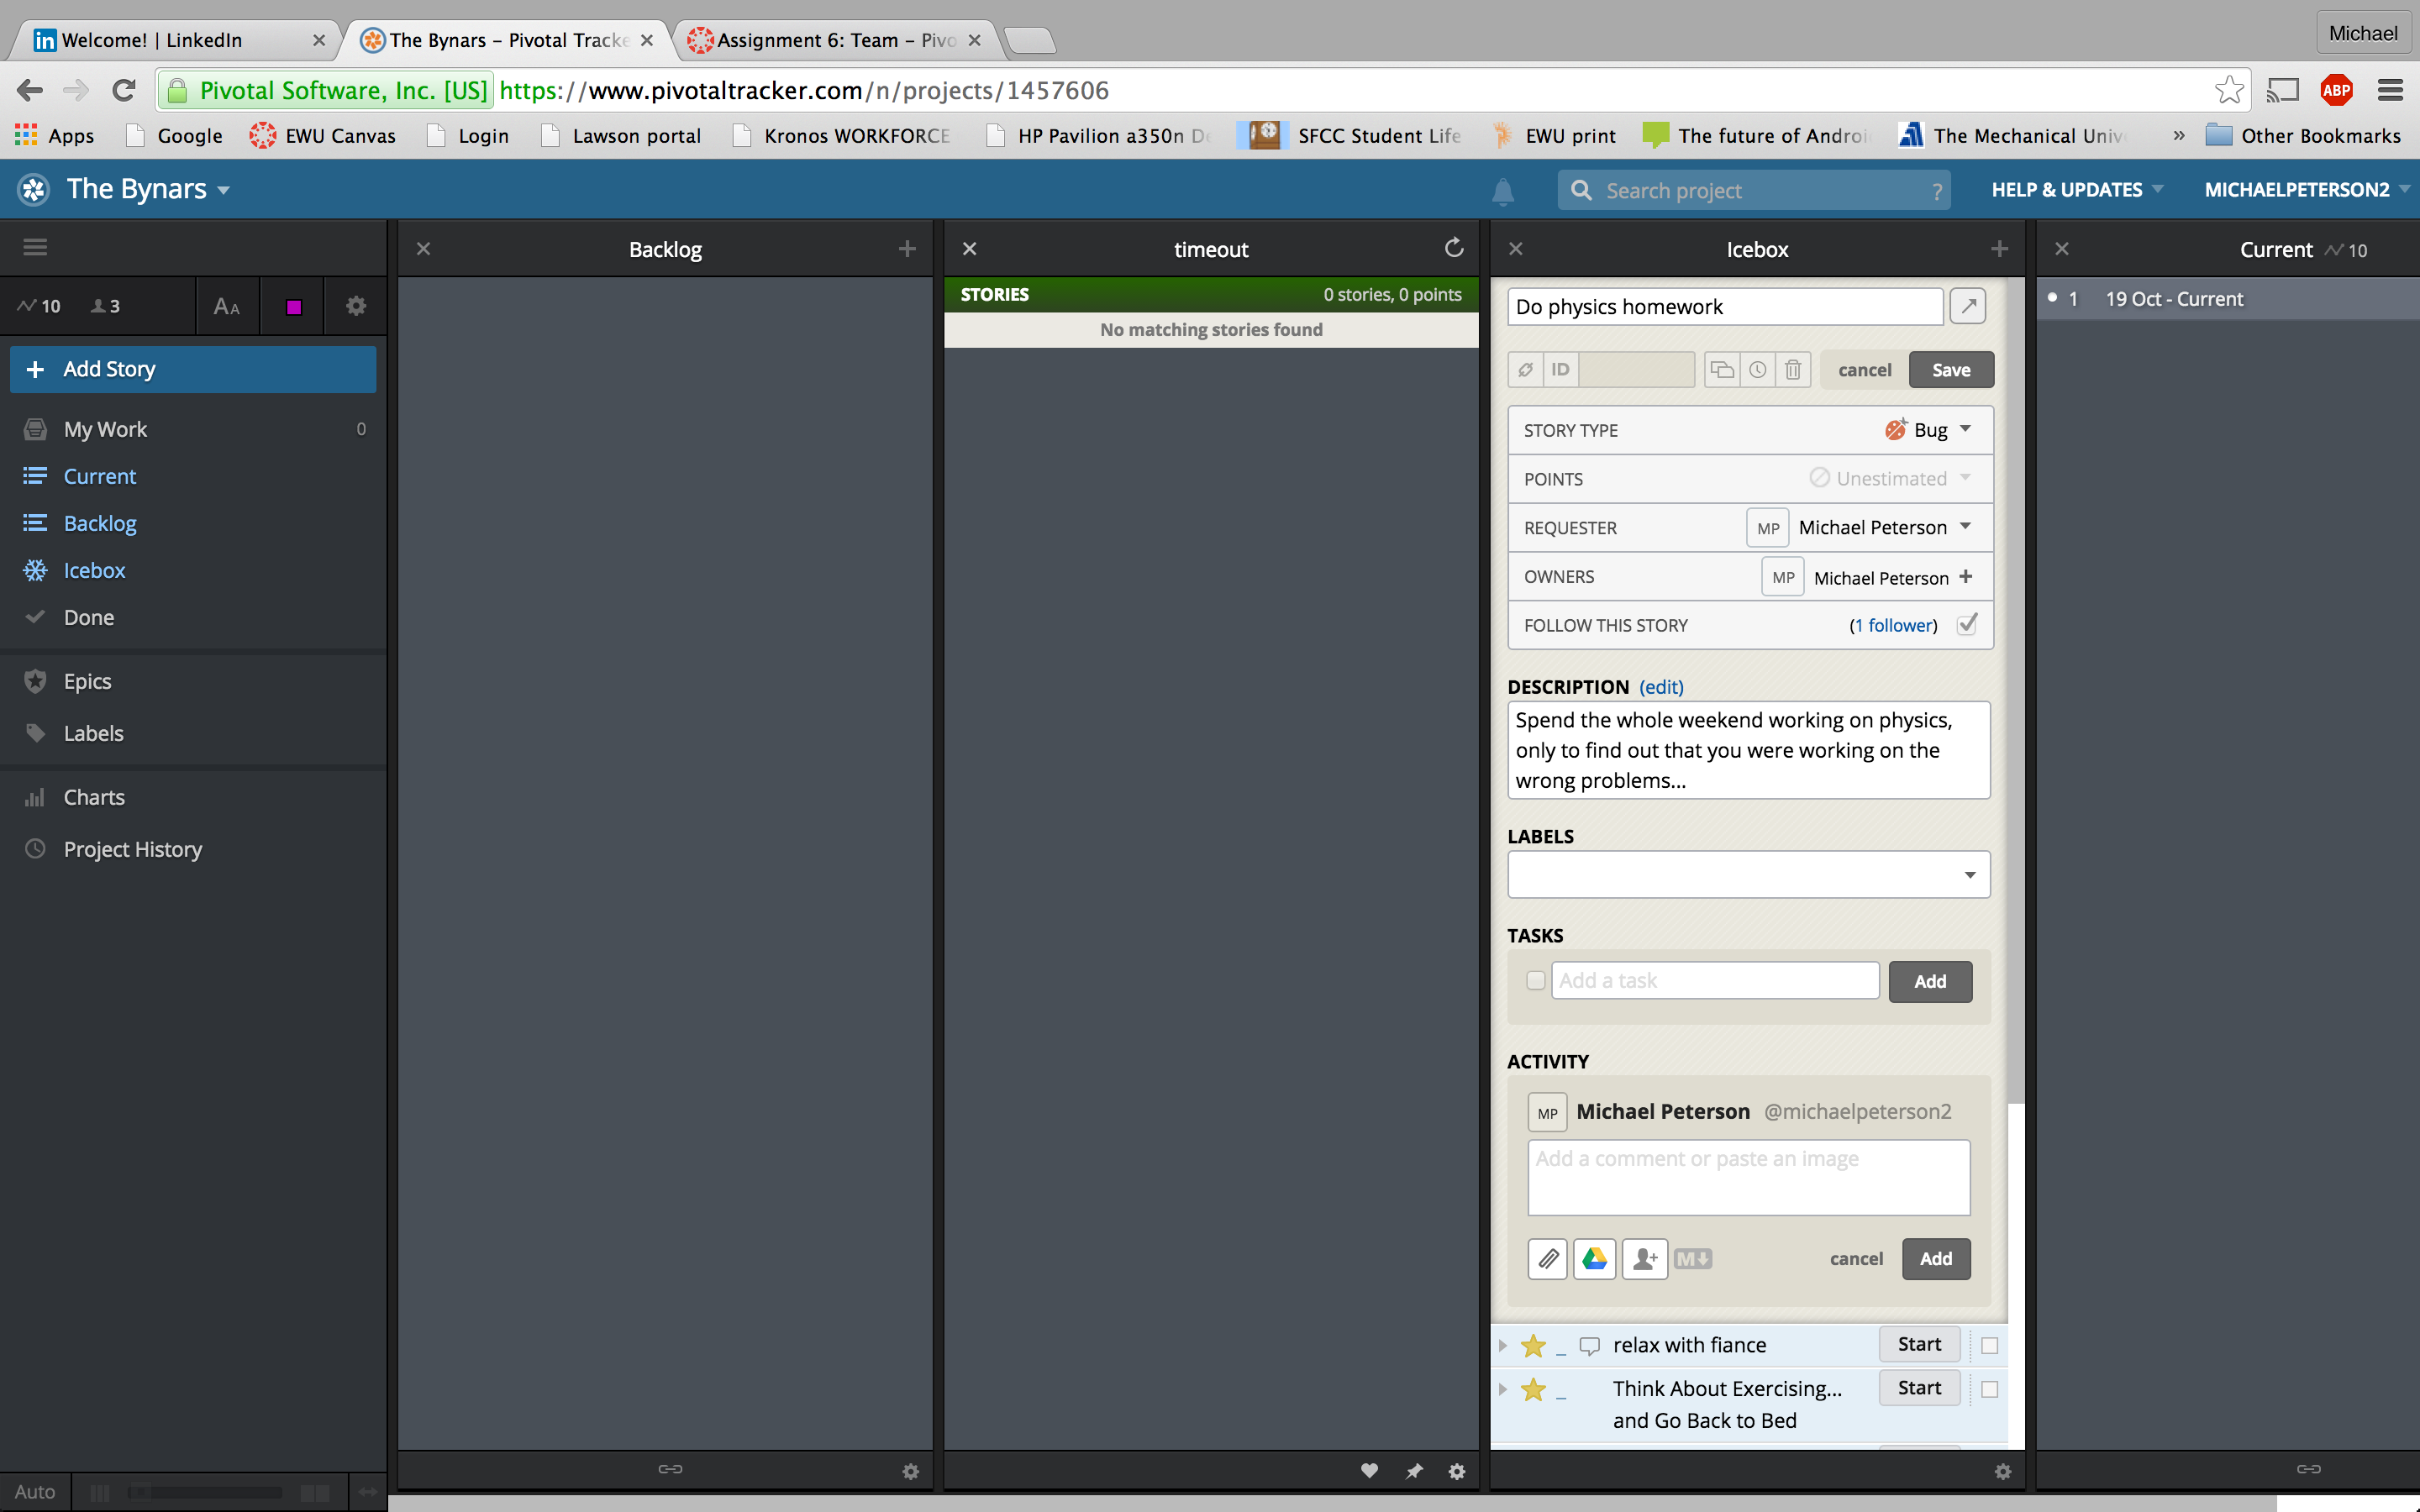 Welcome! | LinkedIn
The Bynars – Pivotal Tracke
Assignment 6: Team – Pivo
Michael
Pivotal Software, Inc. [US] https://www.pivotaltracker.com/n/projects/1457606
ABP
Apps
Google
EWU Canvas
Login
Lawson portal
Kronos WORKFORCE
HP Pavilion a350n De
SFCC Student Life
EWU print
The future of Androi
The Mechanical Univ
»
Other Bookmarks
The Bynars
Search project
?
HELP & UPDATES
MICHAELPETERSON2
10
3
AA
Add Story
My Work
0
Current
Backlog
Icebox
Done
Epics
Labels
Charts
Project History
Auto
Backlog
timeout
STORIES
0 stories, 0 points
No matching stories found
Icebox
Do physics homework
ID
cancel
Save
STORY TYPE
Bug
POINTS
Unestimated
REQUESTER
MP
Michael Peterson
OWNERS
MP
Michael Peterson
FOLLOW THIS STORY
(1 follower)
DESCRIPTION (edit)
Spend the whole weekend working on physics,
only to find out that you were working on the
wrong problems...
LABELS
TASKS
Add a task
Add
ACTIVITY
MP
Michael Peterson @michaelpeterson2
Add a comment or paste an image
M
cancel
Add
relax with fiance
Start
Think About Exercising...
and Go Back to Bed
Start
Current
10
1
19 Oct - Current